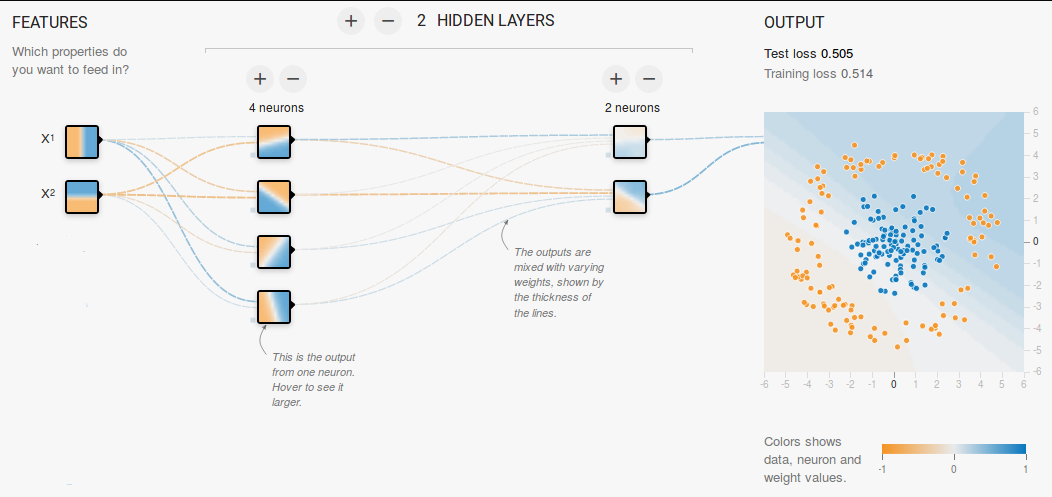 FEATURES
Which properties do
you want to feed in?
+ − 2 HIDDEN LAYERS
+ −
4 neurons
+ −
2 neurons
X1
X2
This is the output
from one neuron.
Hover to see it
larger.
The outputs are
mixed with varying
weights, shown by
the thickness of
the lines.
OUTPUT
Test loss 0.505
Training loss 0.514
6
5
4
3
2
1
0
-1
-2
-3
-4
-5
-6
-6 -5 -4 -3 -2 -1 0 1 2 3 4 5 6
Colors shows
data, neuron and
weight values.
-1 0 1